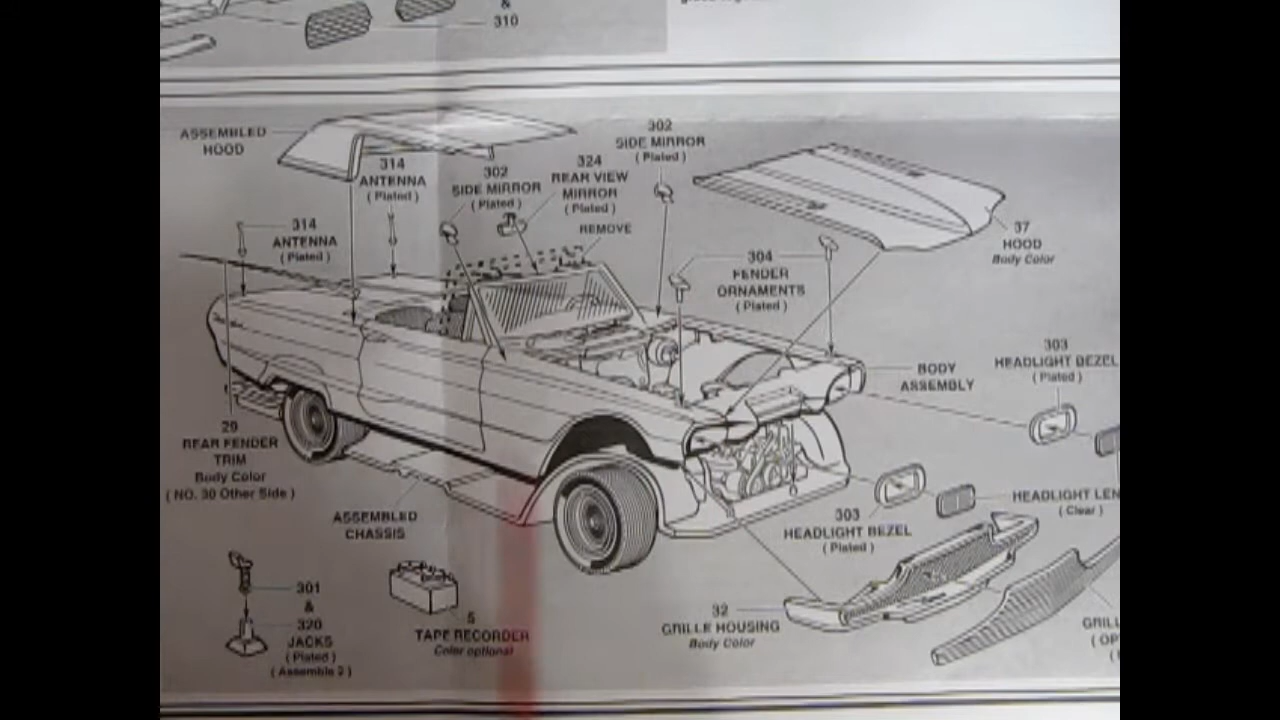 &
310
ASSEMBLED
HOOD
314
ANTENNA
( Plated )
302
SIDE MIRROR
( Plated )
324
REAR VIEW
MIRROR
( Plated )
REMOVE
302
SIDE MIRROR
( Plated )
314
ANTENNA
( Plated )
304
FENDER
ORNAMENTS
( Plated )
37
HOOD
Body Color
303
HEADLIGHT BEZEL
( Plated )
BODY
ASSEMBLY
29
REAR FENDER
TRIM
Body Color
( NO. 30 Other Side )
ASSEMBLED
CHASSIS
HEADLIGHT LEN
( Clear )
303
HEADLIGHT BEZEL
( Plated )
301
&
320
JACKS
( Plated )
( Assemble 2 )
5
TAPE RECORDER
Color optional
32
GRILLE HOUSING
Body Color
GRILL
( OP